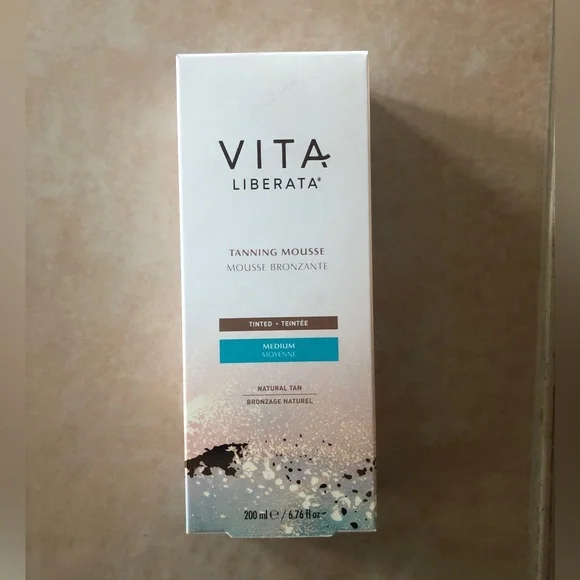 VITA
LIBERATA®
TANNING MOUSSE
MOUSSE BRONZANTE
TINTED • TEINTÉE
MEDIUM
MOYENNE
NATURAL TAN
BRONZAGE NATUREL
200 ml ℮ / 6.76 fl oz